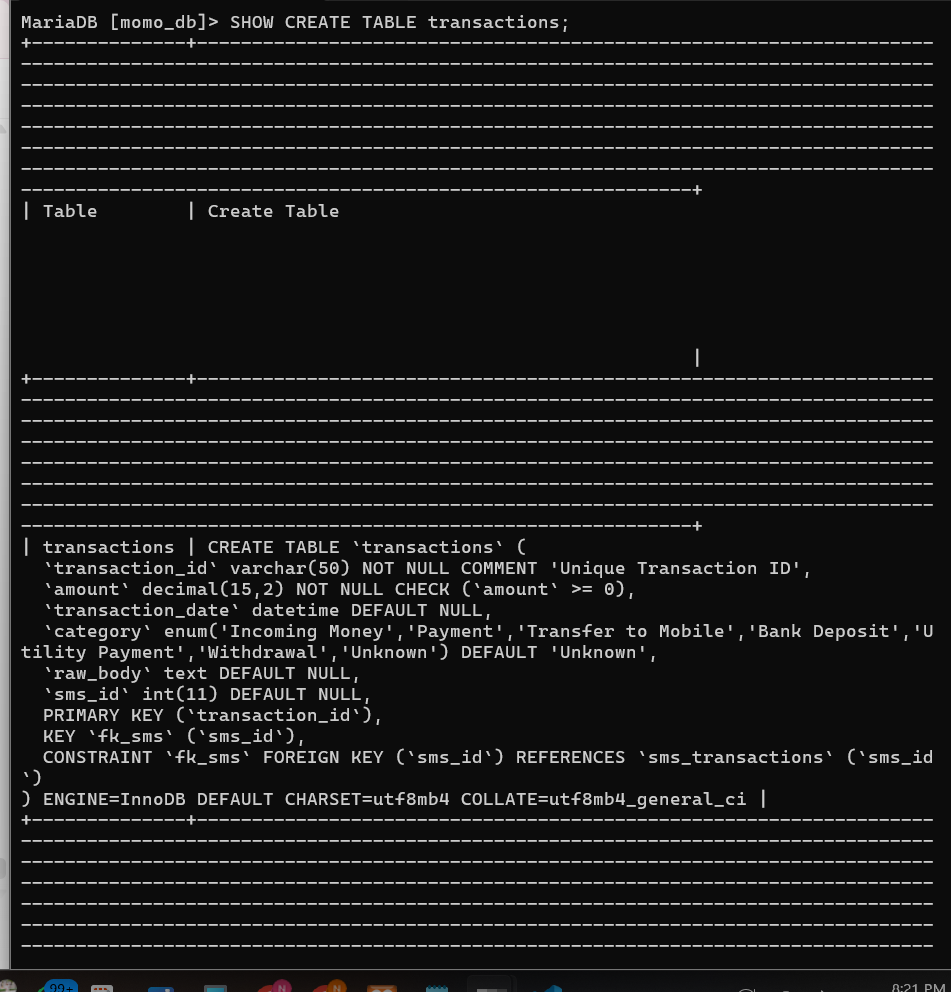 MariaDB [momo_db]> SHOW CREATE TABLE transactions;
| Table | Create Table
|
| transactions | CREATE TABLE `transactions` (
`transaction_id` varchar(50) NOT NULL COMMENT 'Unique Transaction ID',
`amount` decimal(15,2) NOT NULL CHECK (`amount` >= 0),
`transaction_date` datetime DEFAULT NULL,
`category` enum('Incoming Money','Payment','Transfer to Mobile','Bank Deposit','U
tility Payment','Withdrawal','Unknown') DEFAULT 'Unknown',
`raw_body` text DEFAULT NULL,
`sms_id` int(11) DEFAULT NULL,
PRIMARY KEY (`transaction_id`),
KEY `fk_sms` (`sms_id`),
CONSTRAINT `fk_sms` FOREIGN KEY (`sms_id`) REFERENCES `sms_transactions` (`sms_id
`)
) ENGINE=InnoDB DEFAULT CHARSET=utf8mb4 COLLATE=utf8mb4_general_ci |
99+
N
N
8:21 PM